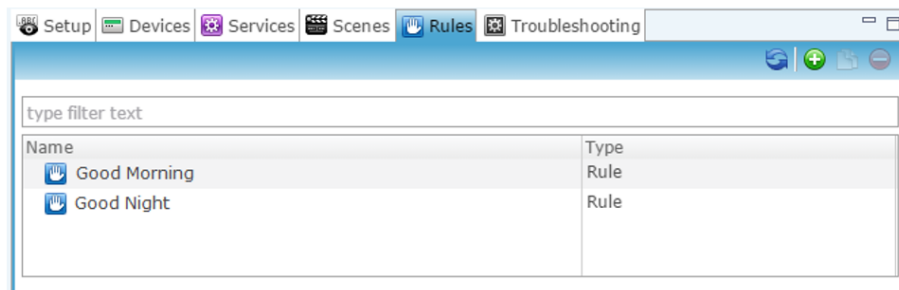 Setup Devices Services Scenes Rules Troubleshooting
type filter text
Name Type
Good Morning Rule
Good Night Rule